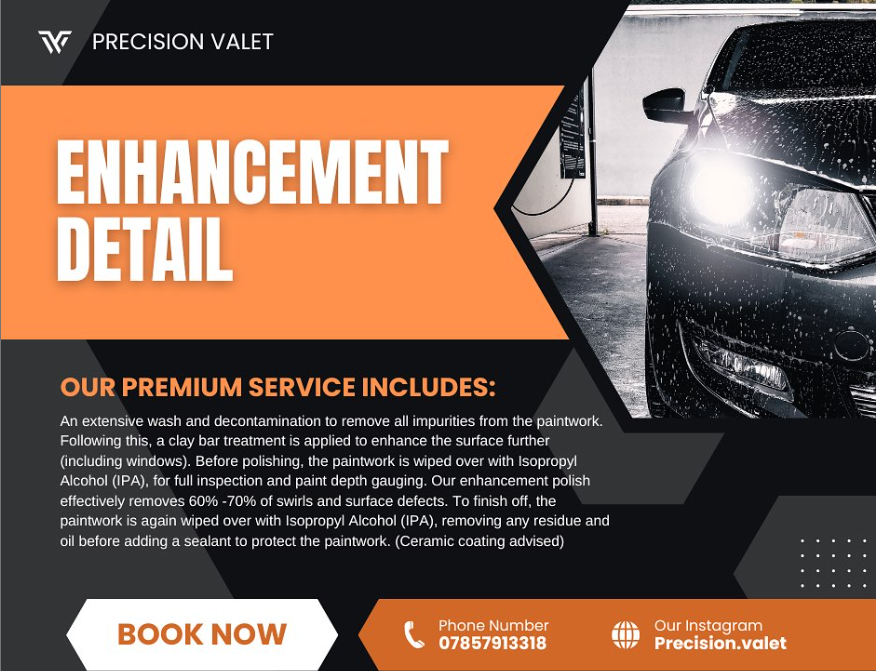 PRECISION VALET
ENHANCEMENT
DETAIL
OUR PREMIUM SERVICE INCLUDES:
An extensive wash and decontamination to remove all impurities from the paintwork.
Following this, a clay bar treatment is applied to enhance the surface further
(including windows). Before polishing, the paintwork is wiped over with Isopropyl
Alcohol (IPA), for full inspection and paint depth gauging. Our enhancement polish
effectively removes 60% -70% of swirls and surface defects. To finish off, the
paintwork is again wiped over with Isopropyl Alcohol (IPA), removing any residue and
oil before adding a sealant to protect the paintwork. (Ceramic coating advised)
BOOK NOW
Phone Number
07857913318
Our Instagram
Precision.valet